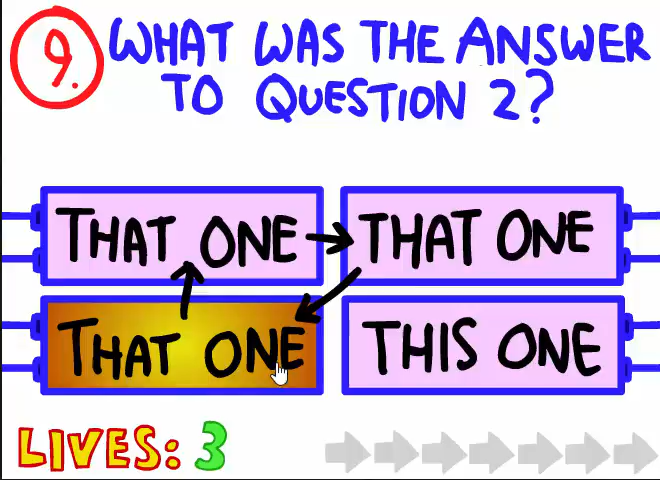 9. WHAT WAS THE ANSWER
TO QUESTION 2?
THAT ONE THAT ONE
THAT ONE THIS ONE
LIVES: 3